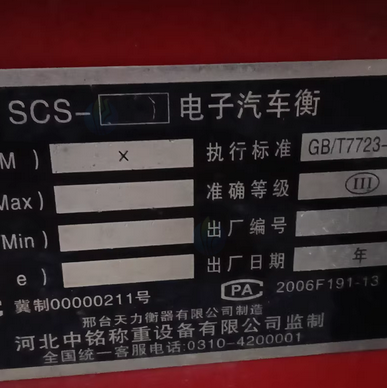 SCS- 电子汽车衡
M) x 执行标准 GB/T7723-
Max) 准确等级 III
Min) 出厂编号
e) 出厂日期 年
冀制00000211号 PA 2006F191-13
邢台天力衡器有限公司制造
河北中铭称重设备有限公司监制
全国统一客服电话:0310-4200001